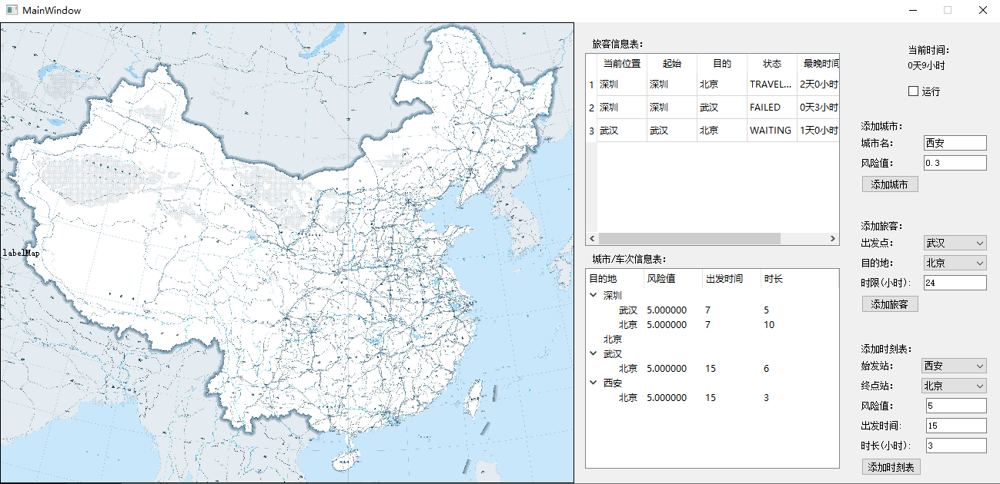 MainWindow
labelMap
旅客信息表:
当前位置 起始 目的 状态 最晚时间
1 深圳 深圳 北京 TRAVEL... 2天0小时
2 深圳 深圳 武汉 FAILED 0天3小时
3 武汉 武汉 北京 WAITING 1天0小时
城市/车次信息表:
目的地 风险值 出发时间 时长
深圳
武汉 5.000000 7 5
北京 5.000000 7 10
北京
武汉
北京 5.000000 15 6
西安
北京 5.000000 15 3
当前时间:
0天9小时
运行
添加城市:
城市名: 西安
风险值: 0.3
添加城市
添加旅客:
出发点: 武汉
目的地: 北京
时限(小时): 24
添加旅客
添加时刻表:
始发站: 西安
终点站: 北京
风险值: 5
出发时间: 15
时长(小时): 3
添加时刻表